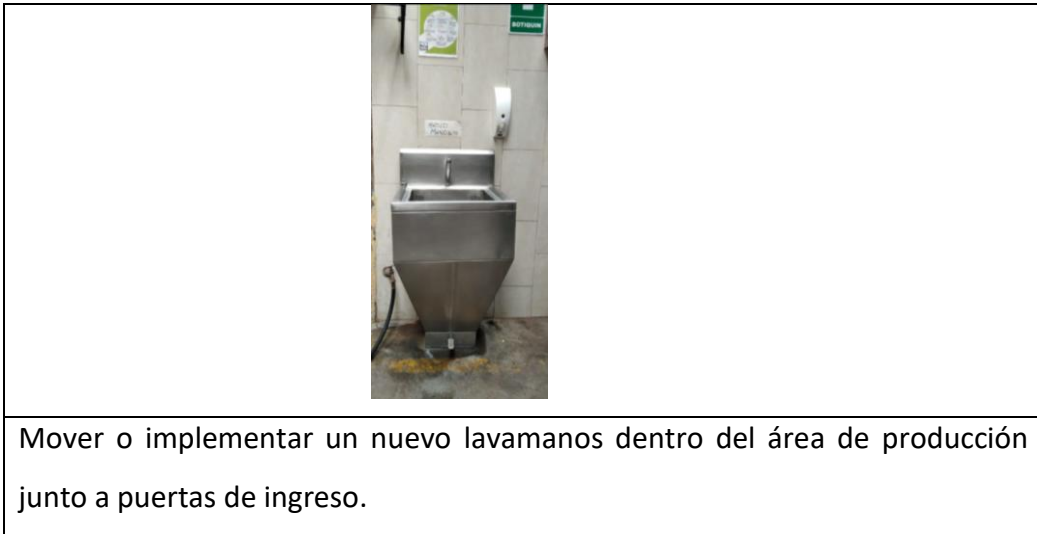 BOTIQUIN
Mover o implementar un nuevo lavamanos dentro del área de producción
junto a puertas de ingreso.